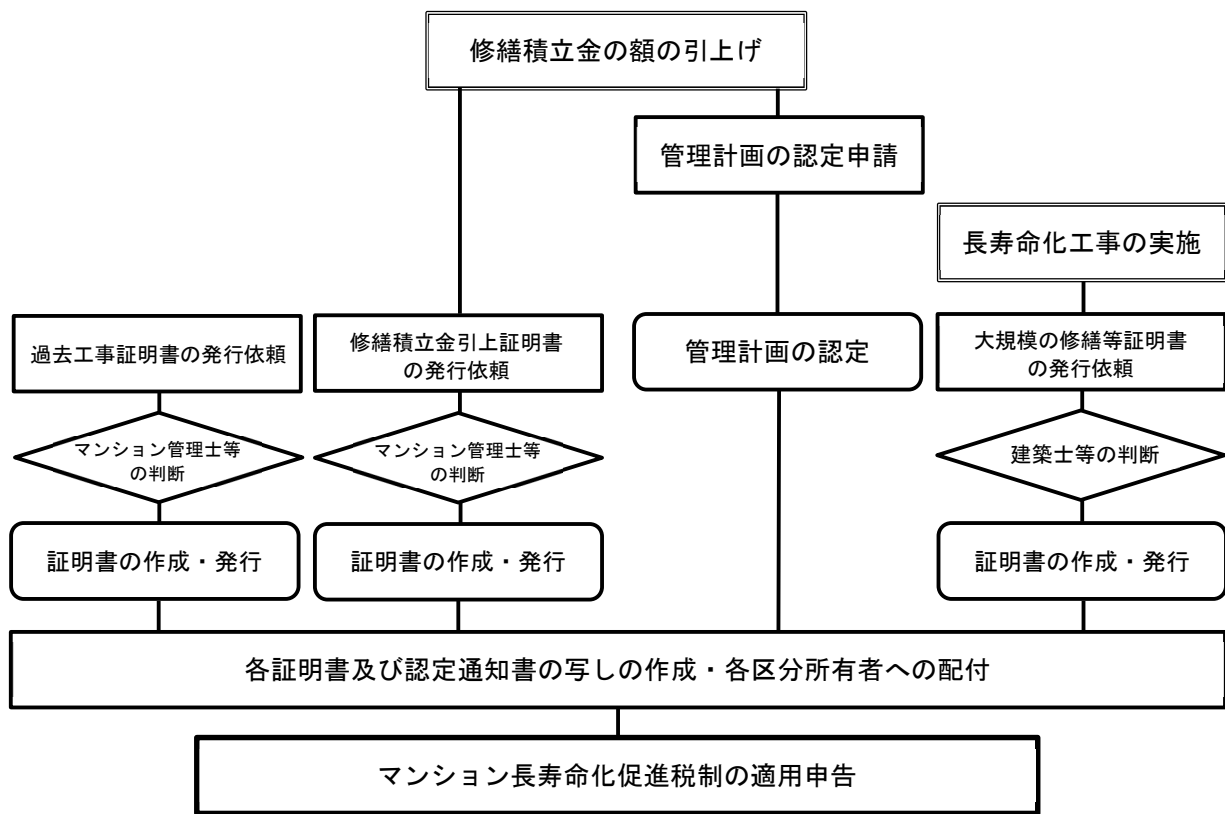 修繕積立金の額の引上げ
管理計画の認定申請
長寿命化工事の実施
過去工事証明書の発行依頼
修繕積立金引上証明書
の発行依頼
管理計画の認定
大規模の修繕等証明書
の発行依頼
マンション管理士等
の判断
マンション管理士等
の判断
建築士等の判断
証明書の作成・発行
証明書の作成・発行
証明書の作成・発行
各証明書及び認定通知書の写しの作成・各区分所有者への配付
マンション長寿命化促進税制の適用申告